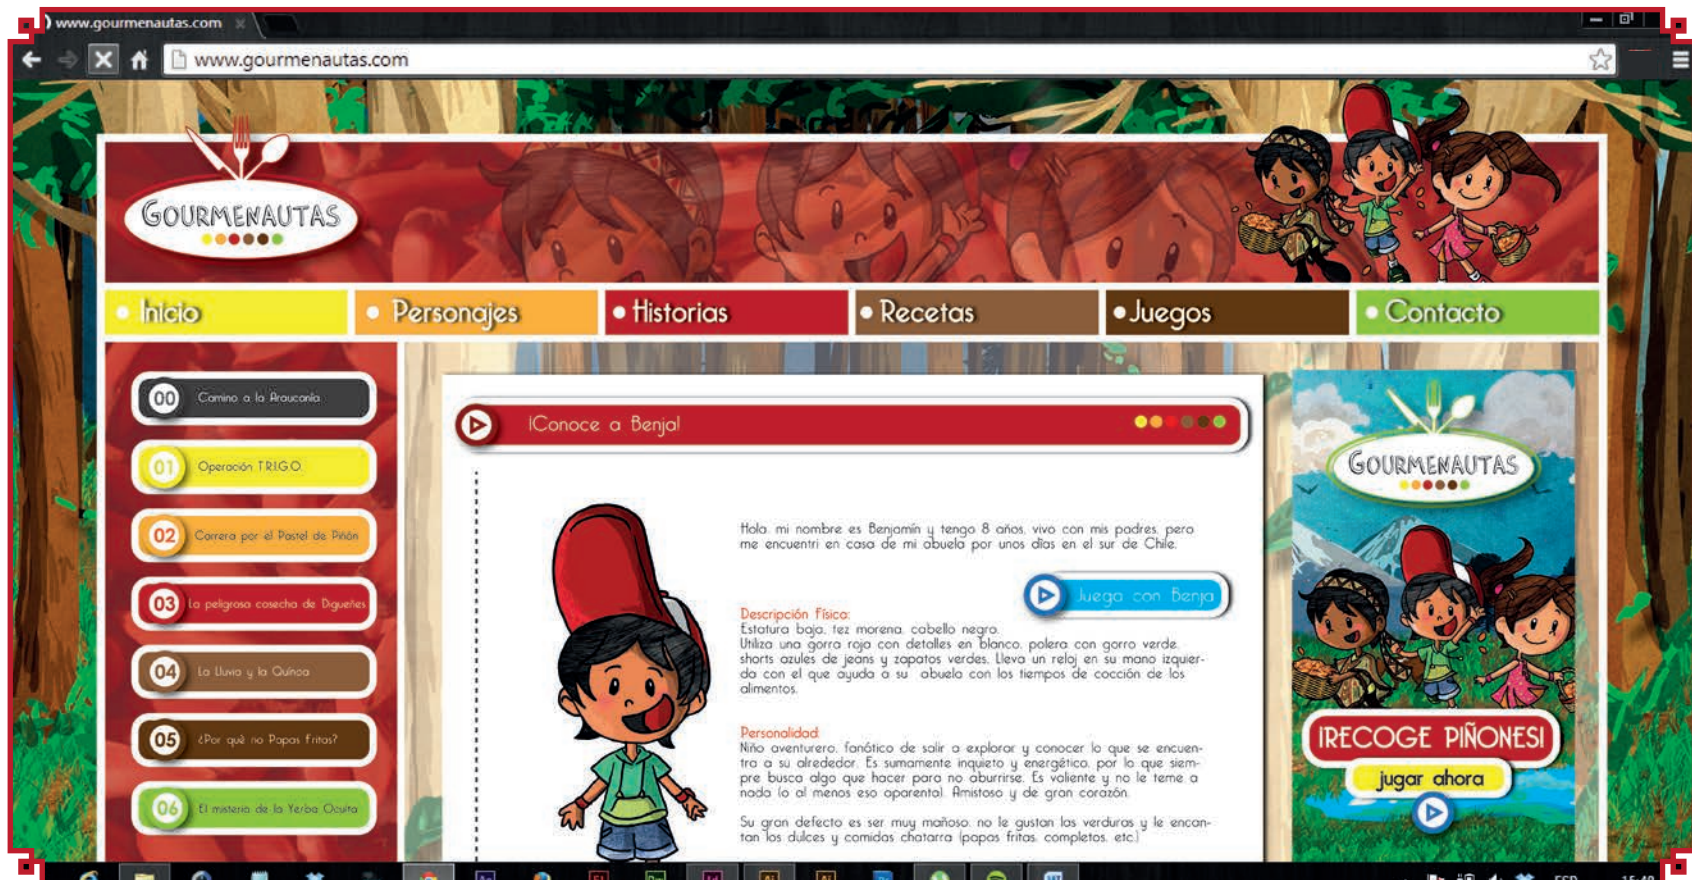 www.gourmenautas.com
www.gourmenautas.com
GOURMENAUTAS
Inicio
Personajes
Historias
Recetas
Juegos
Contacto
00 Camino a la Araucanía
01 Operación T.R.I.G.O.
02 Carrera por el Pastel de Piñón
03 La peligrosa cosecha de Digueñes
04 La Lluvia y la Quínoa
05 ¿Por qué no Papas Fritas?
06 El misterio de la Yerba Oculta
¡Conoce a Benja!
Hola, mi nombre es Benjamín y tengo 8 años, vivo con mis padres, pero
me encuentri en casa de mi abuela por unos días en el sur de Chile.
Juega con Benja
Descripción Física:
Estatura baja, tez morena, cabello negro.
Utiliza una gorra roja con detalles en blanco, polera con gorro verde,
shorts azules de jeans y zapatos verdes. Lleva un reloj en su mano izquier-
da con el que ayuda a su abuela con los tiempos de cocción de los
alimentos.
Personalidad:
Niño aventurero, fanático de salir a explorar y conocer lo que se encuen-
tra a su alrededor. Es sumamente inquieto y energético, por lo que siem-
pre busca algo que hacer para no aburrirse. Es valiente y no le teme a
nada (o al menos eso aparenta). Amistoso y de gran corazón.
Su gran defecto es ser muy mañoso, no le gustan las verduras y le encan-
tan los dulces y comidas chatarra (papas fritas, completos, etc.)
GOURMENAUTAS
¡RECOGE PIÑONES!
jugar ahora